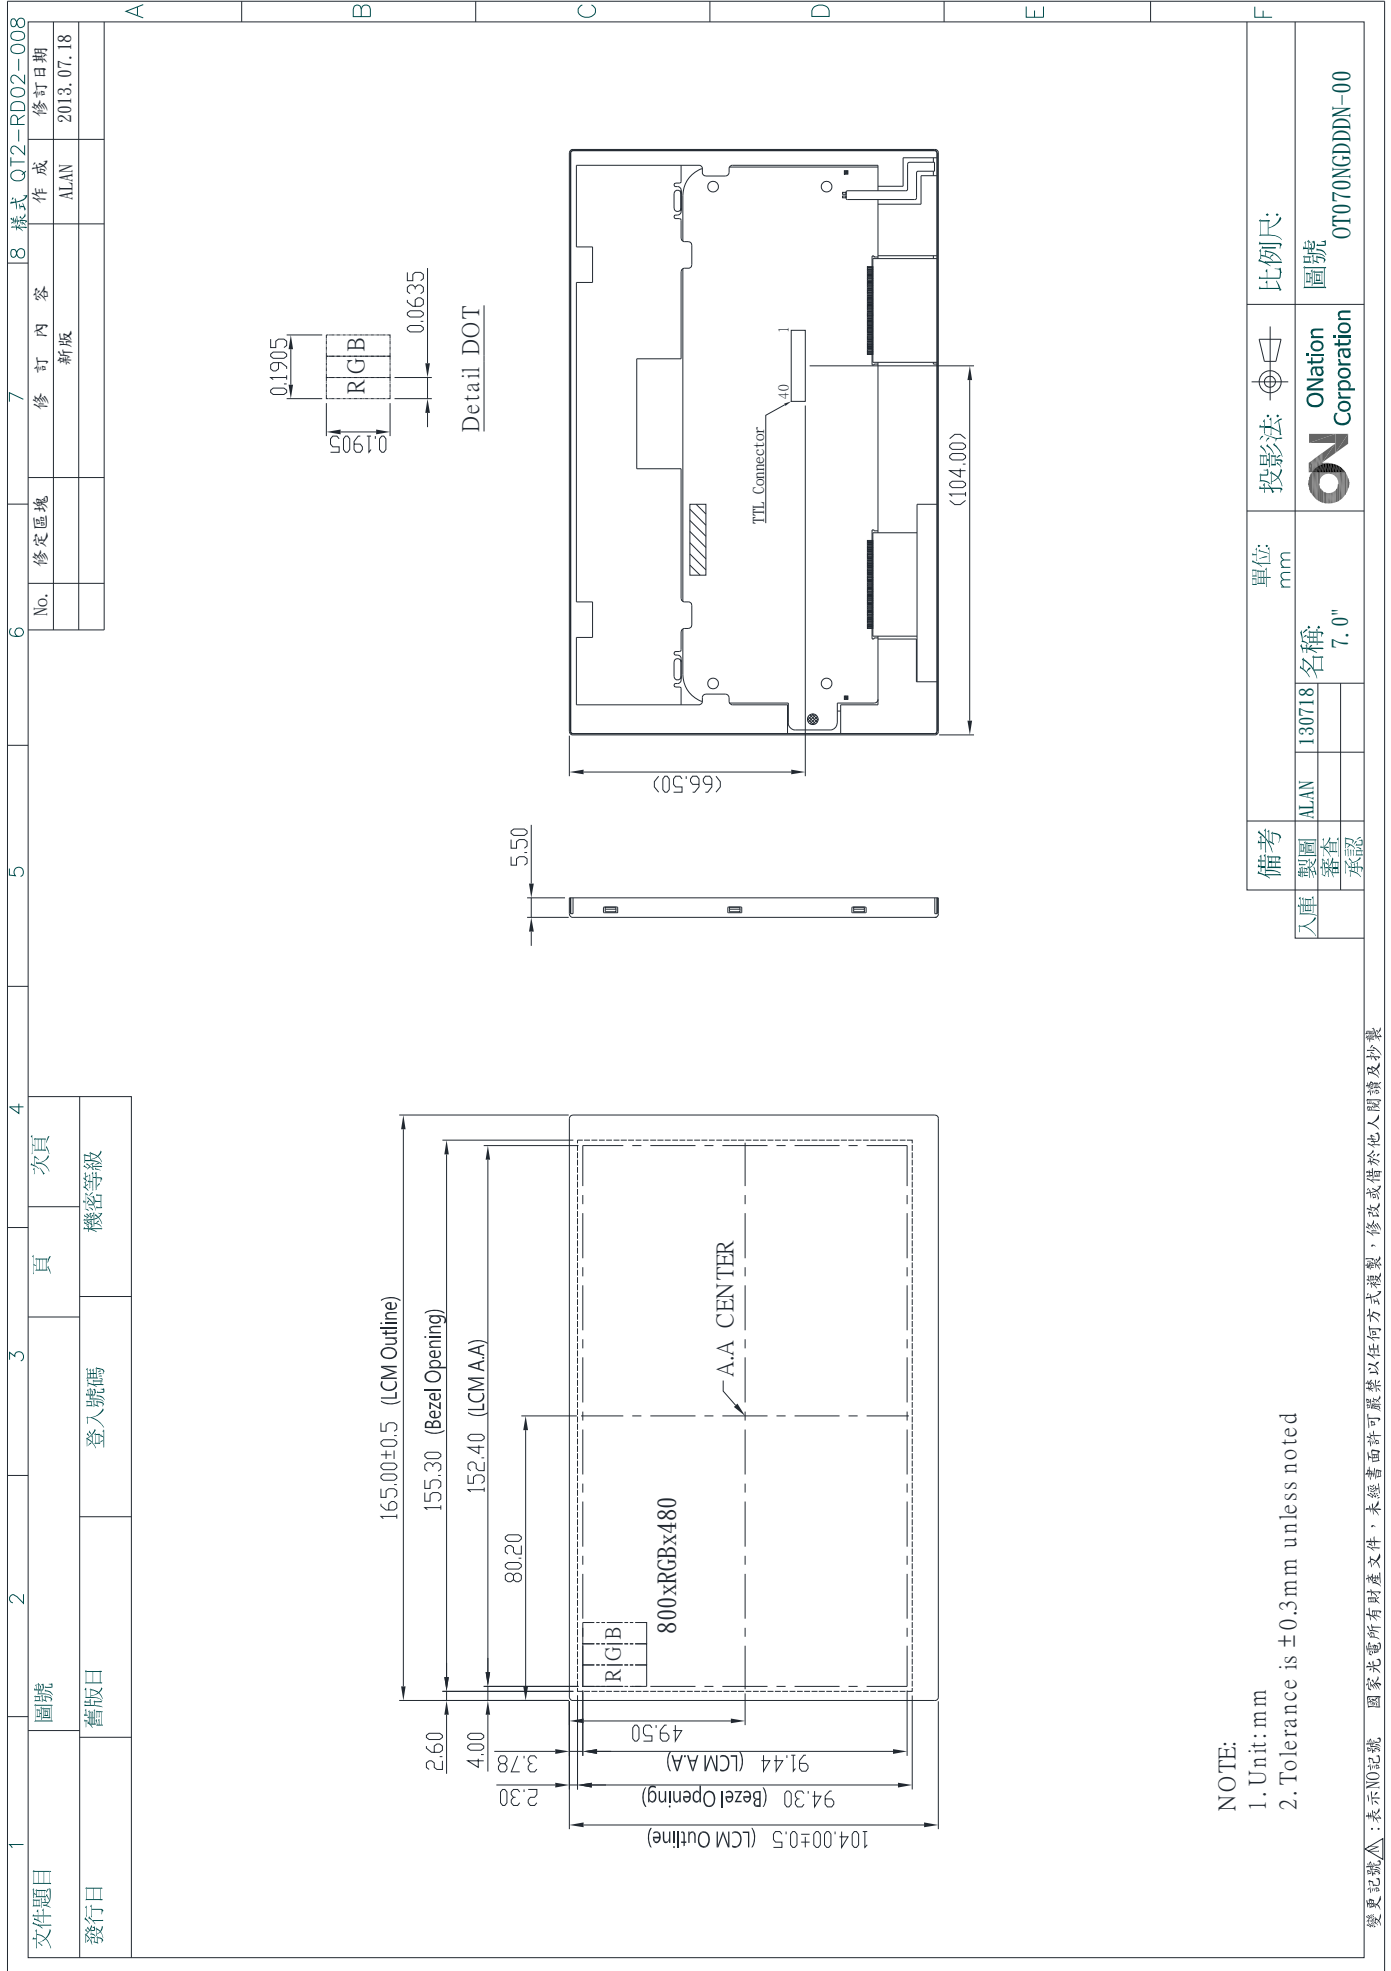 1
2
3
4
5
6
7
8 樣式 QT2-RD02-008
文件題目
圖號
頁
次頁
發行日
舊版日
登入號碼
機密等級
No.
修定區塊
修 訂 內 容
作 成
修訂日期
新版
ALAN
2013.07.18
A
B
C
D
E
F
0.1905
0.1905
R G B
0.0635
Detail DOT
165.00±0.5 (LCM Outline)
155.30 (Bezel Opening)
152.40 (LCM A.A)
80.20
2.60
4.00
3.78
2.30
49.50
91.44 (LCM A.A)
94.30 (Bezel Opening)
104.00±0.5 (LCM Outline)
R G B
800xRGBx480
A.A CENTER
5.50
(66.50)
TTL Connector
40
1
(104.00)
NOTE:
1.Unit:mm
2.Tolerance is ±0.3mm unless noted
備考
單位:
mm
投影法:
比例尺:
入庫
製圖
ALAN
130718
審查
承認
名稱:
7.0"
ON
ONation
Corporation
圖號
OT070NGDDDN-00
變更記號 N :表示NO記號 國家光電所有財產文件,未經書面許可嚴禁以任何方式複製,修改或借於他人閱讀及抄襲